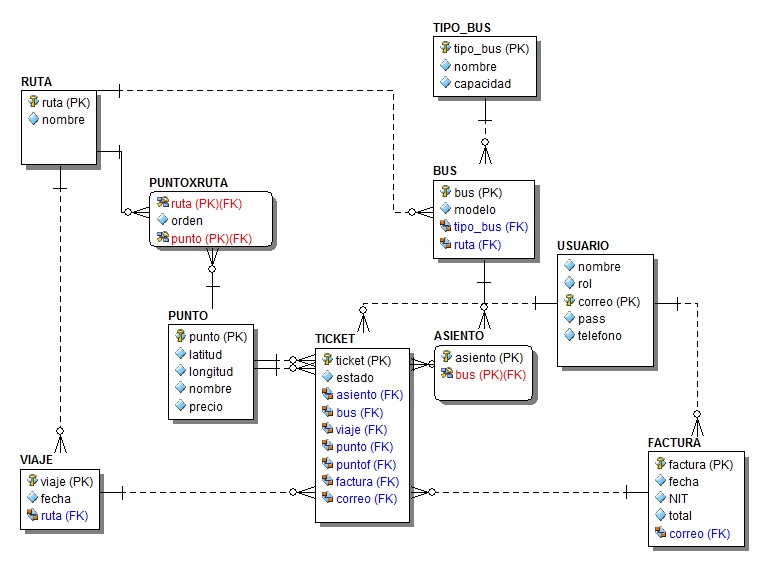 TIPO_BUS
tipo_bus (PK)
nombre
capacidad
RUTA
ruta (PK)
nombre
PUNTOXRUTA
ruta (PK)(FK)
orden
punto (PK)(FK)
BUS
bus (PK)
modelo
tipo_bus (FK)
ruta (FK)
USUARIO
nombre
rol
correo (PK)
pass
telefono
PUNTO
punto (PK)
latitud
longitud
nombre
precio
TICKET
ticket (PK)
estado
asiento (FK)
bus (FK)
viaje (FK)
punto (FK)
puntof (FK)
factura (FK)
correo (FK)
ASIENTO
asiento (PK)
bus (PK)(FK)
VIAJE
viaje (PK)
fecha
ruta (FK)
FACTURA
factura (PK)
fecha
NIT
total
correo (FK)